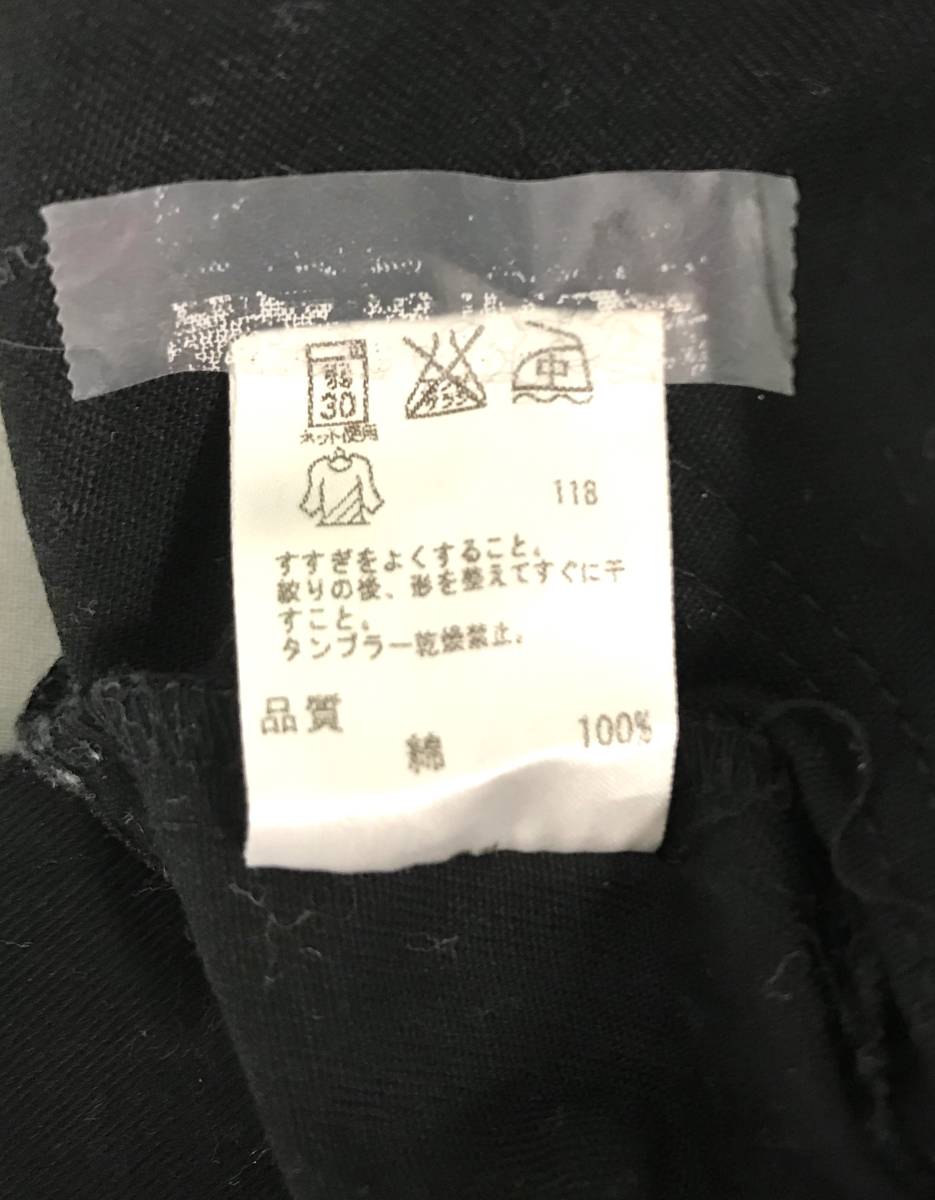 弱
30
中
ネット使用
118
すすぎをよくすること。
絞りの後、形を整えてすぐに干
すこと。
タンブラー乾燥禁止。
品質
綿 100%